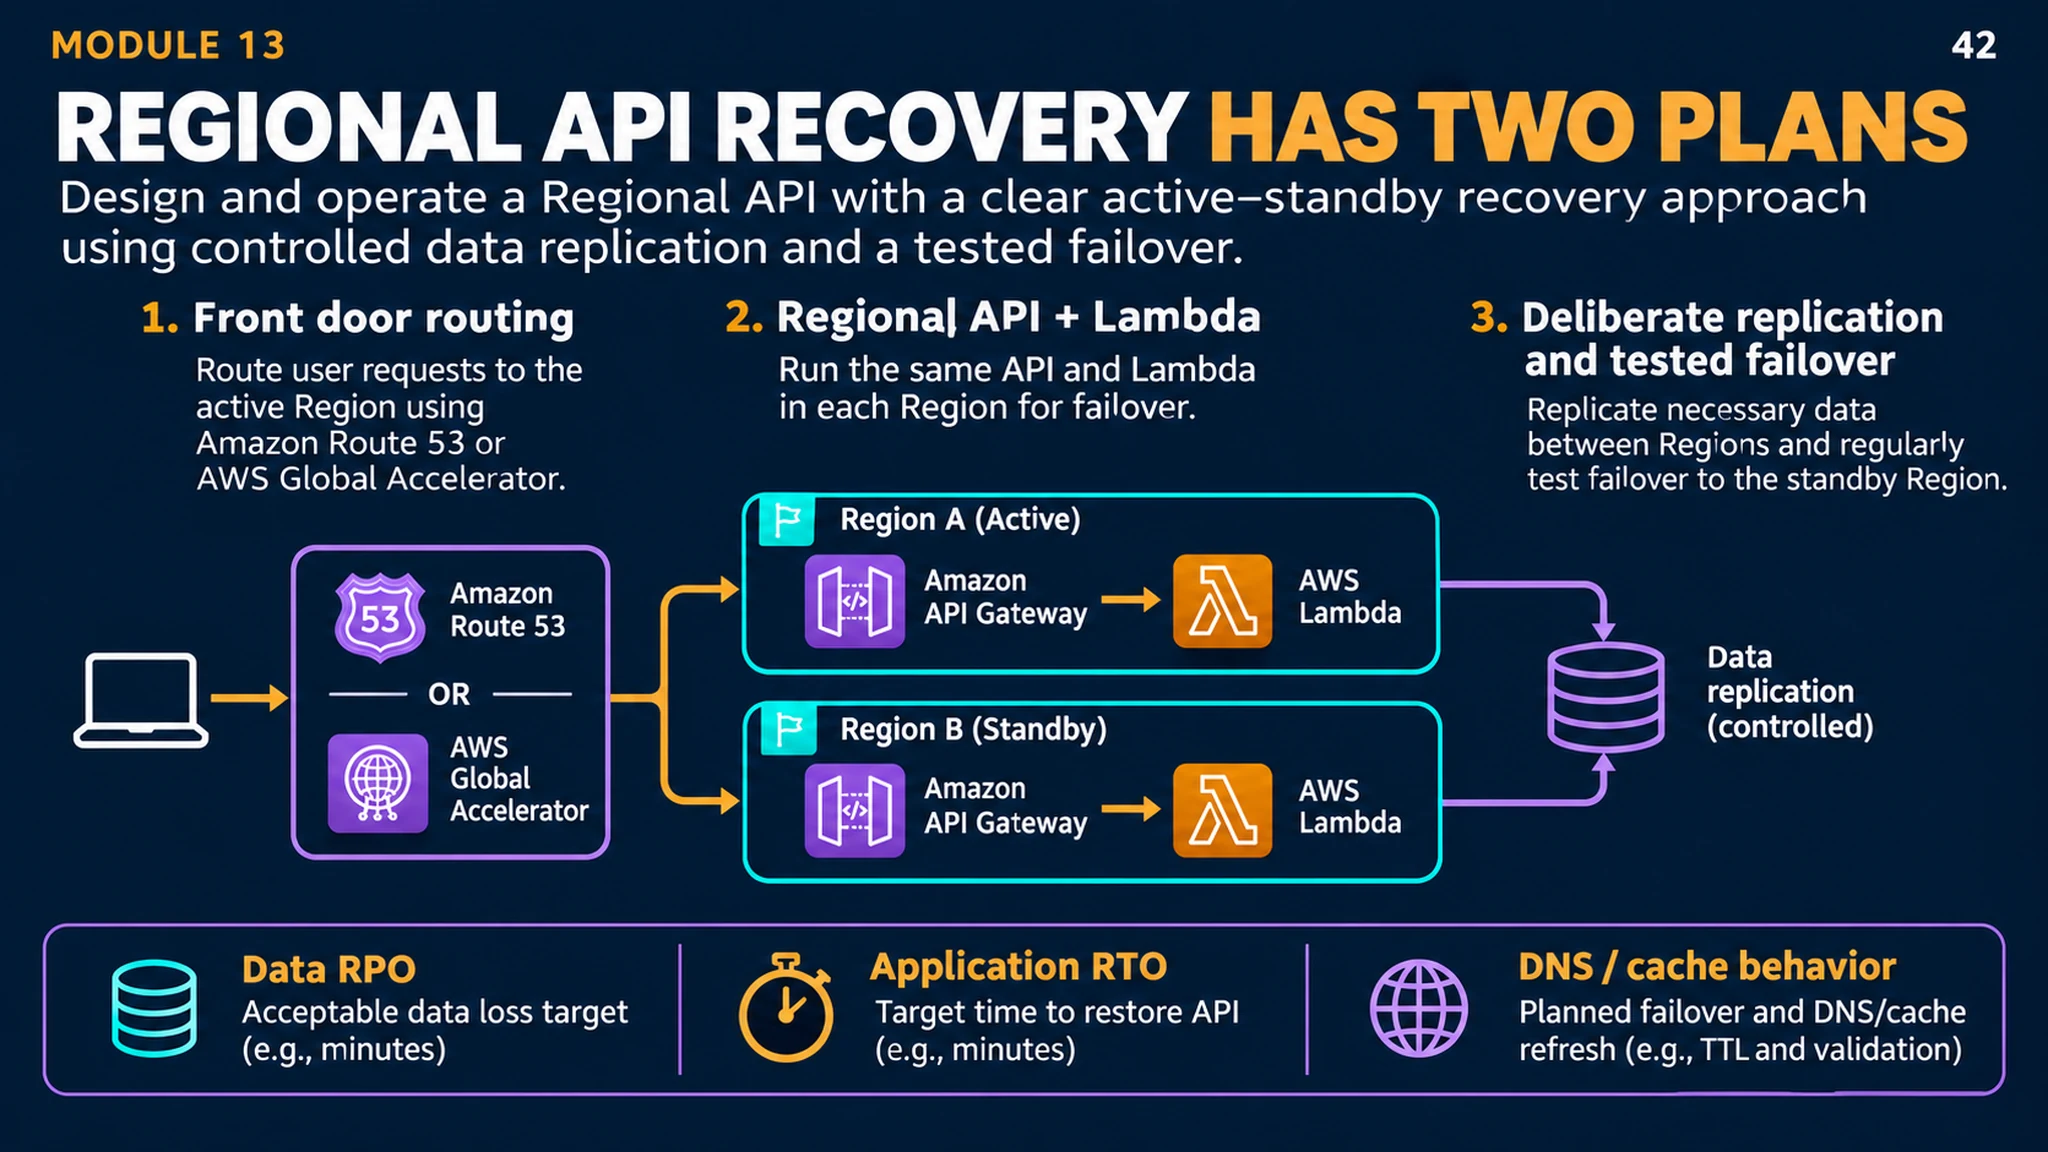 MODULE 13
42
REGIONAL API RECOVERY HAS TWO PLANS
Design and operate a Regional API with a clear active–standby recovery approach
using controlled data replication and a tested failover.
1. Front door routing
Route user requests to the
active Region using
Amazon Route 53 or
AWS Global Accelerator.
2. Regional API + Lambda
Run the same API and Lambda
in each Region for failover.
3. Deliberate replication
and tested failover
Replicate necessary data
between Regions and regularly
test failover to the standby Region.
53
Amazon
Route 53
OR
AWS
Global
Accelerator
Region A (Active)
</>
Amazon
API Gateway
AWS
Lambda
Region B (Standby)
</>
Amazon
API Gateway
AWS
Lambda
Data
replication
(controlled)
Data RPO
Acceptable data loss target
(e.g., minutes)
Application RTO
Target time to restore API
(e.g., minutes)
DNS / cache behavior
Planned failover and DNS/cache
refresh (e.g., TTL and validation)